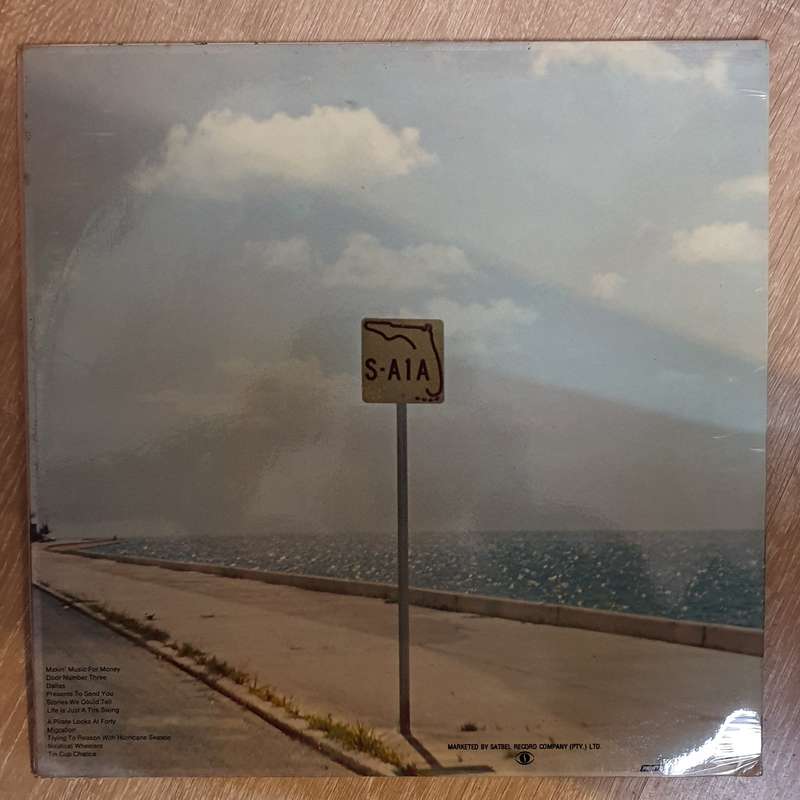 S-A1A
Makin' Music For Money
Door Number Three
Dallas
Presents To Send You
Stories We Could Tell
Life is Just A Tire Swing
A Pirate Looks At Forty
Migration
Trying To Reason With Hurricane Season
Nautical Wheelers
Tin Cup Chalice
MARKETED BY SATBEL RECORD COMPANY (PTY.) LTD.